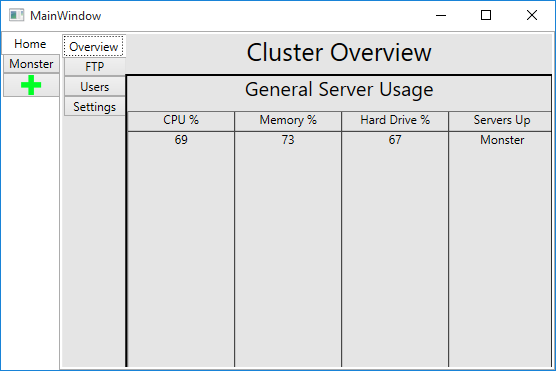 MainWindow
Home
Monster
Overview
FTP
Users
Settings
Cluster Overview
General Server Usage
CPU % Memory % Hard Drive % Servers Up
69 73 67 Monster